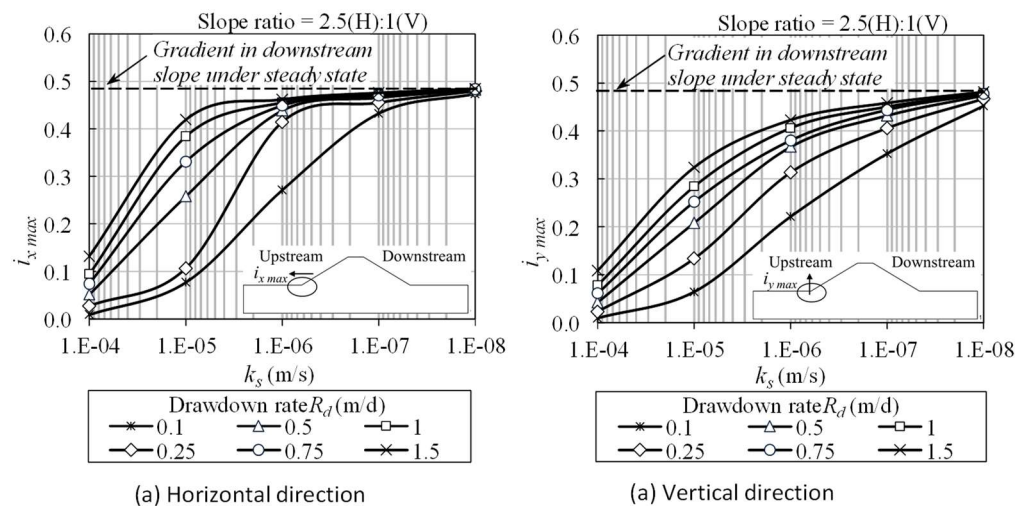 Slope ratio = 2.5(H):1(V)
0.6
0.5
0.4
0.3
0.2
0.1
0.0
i x max
Gradient in downstream
slope under steady state
Upstream
Downstream
i x max
1.E-04 1.E-05 1.E-06 1.E-07 1.E-08
ks (m/s)
Drawdown rateRd (m/d)
0.1 0.5 1
0.25 0.75 1.5
(a) Horizontal direction
Slope ratio = 2.5(H):1(V)
0.6
0.5
0.4
0.3
0.2
0.1
0.0
i y max
Gradient in downstream
slope under steady state
Upstream
Downstream
i y max
1.E-04 1.E-05 1.E-06 1.E-07 1.E-08
ks (m/s)
Drawdown rateRd (m/d)
0.1 0.5 1
0.25 0.75 1.5
(a) Vertical direction